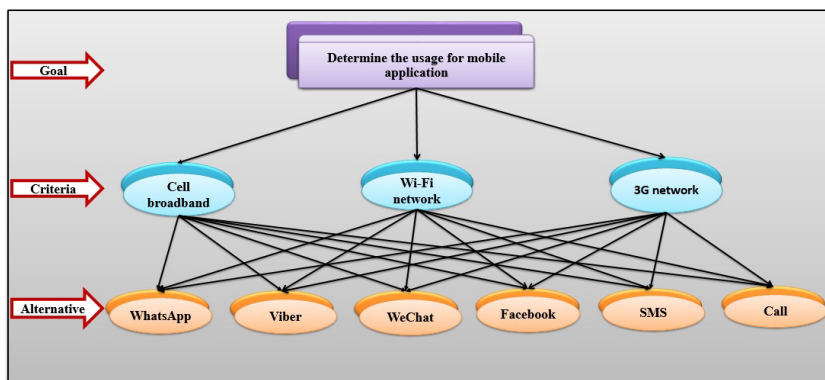 Goal
Determine the usage for mobile
application
Criteria
Cell
broadband
Wi-Fi
network
3G network
Alternative
WhatsApp
Viber
WeChat
Facebook
SMS
Call